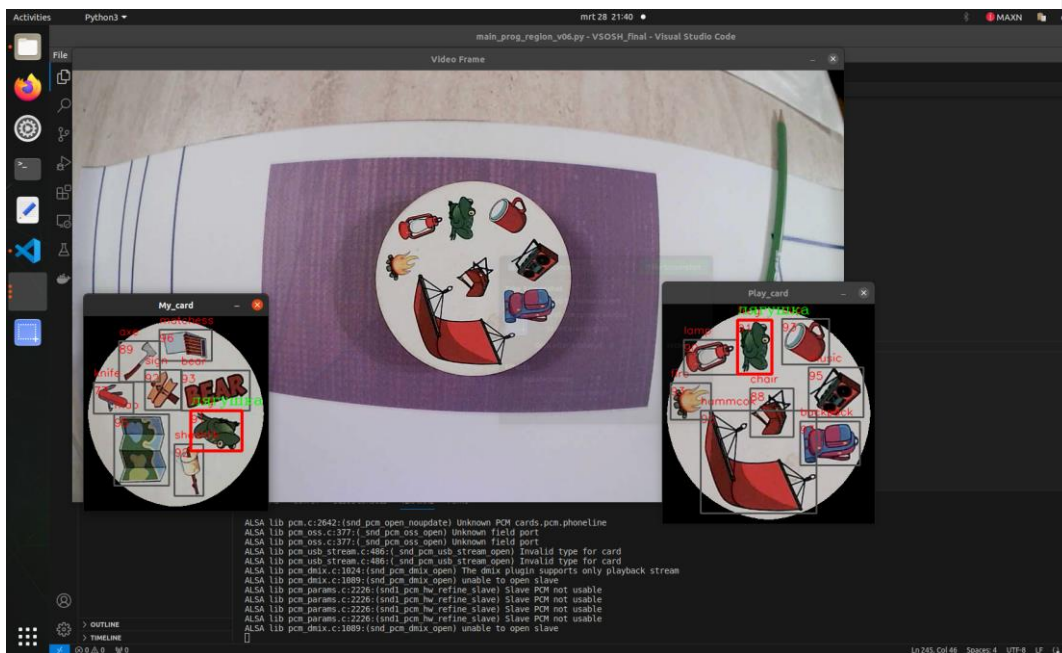 Activities Python3 mrt 28 21:40 MAXN
main_prog_region_v06.py - VSOSH_final - Visual Studio Code
File
Video Frame
My_card
matchess
96
axe
89
sign
92
bear
93
BEAR
knife
map
лягушка
Play_card
лягушка
lamp
91
93
music
95
fire
93
chair
88
hammcok
backpack
ALSA lib pcm.c:2642:(snd_pcm_open_noupdate) Unknown PCM cards.pcm.phoneline
ALSA lib pcm_oss.c:377:(_snd_pcm_oss_open) Unknown field port
ALSA lib pcm_oss.c:377:(_snd_pcm_oss_open) Unknown field port
ALSA lib pcm_usb_stream.c:486:(_snd_pcm_usb_stream_open) Invalid type for card
ALSA lib pcm_usb_stream.c:486:(_snd_pcm_usb_stream_open) Invalid type for card
ALSA lib pcm_dmix.c:1024:(snd_pcm_dmix_open) The dmix plugin supports only playback stream
ALSA lib pcm_dmix.c:1089:(snd_pcm_dmix_open) unable to open slave
ALSA lib pcm_params.c:2226:(snd1_pcm_hw_refine_slave) Slave PCM not usable
ALSA lib pcm_params.c:2226:(snd1_pcm_hw_refine_slave) Slave PCM not usable
ALSA lib pcm_params.c:2226:(snd1_pcm_hw_refine_slave) Slave PCM not usable
ALSA lib pcm_params.c:2226:(snd1_pcm_hw_refine_slave) Slave PCM not usable
ALSA lib pcm_dmix.c:1089:(snd_pcm_dmix_open) unable to open slave
> OUTLINE
> TIMELINE
0 0 0 Ln 245, Col 46 Spaces: 4 UTF-8 LF